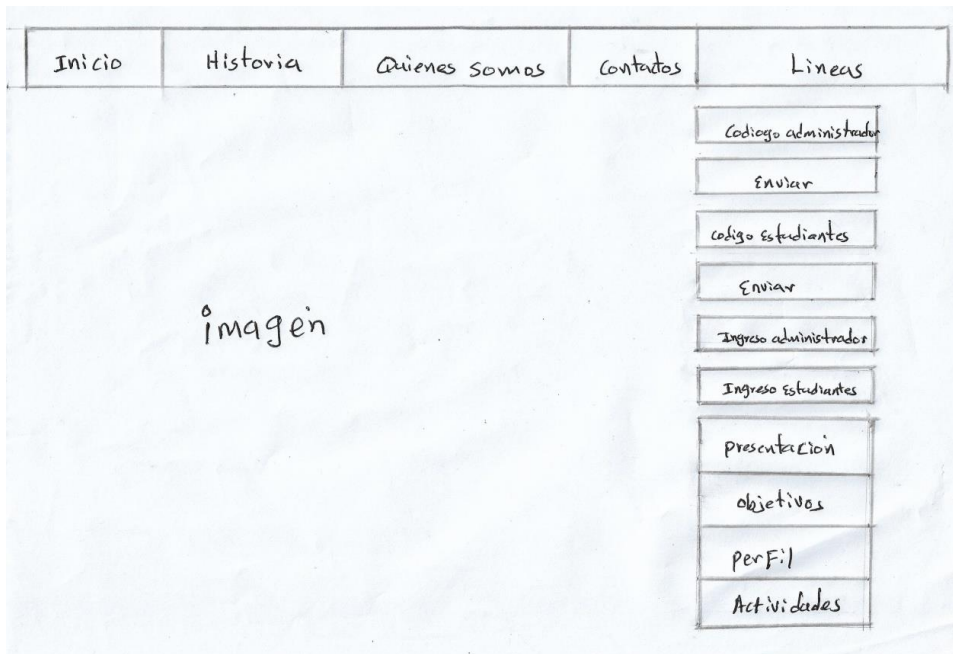 Inicio Historia Quienes somos Contactos Lineas
Codiogo administrador
Enviar
codigo Estudiantes
Enviar
Ingreso administrador
Ingreso Estudiantes
presentacion
objetivos
perfil
Actividades
imagen